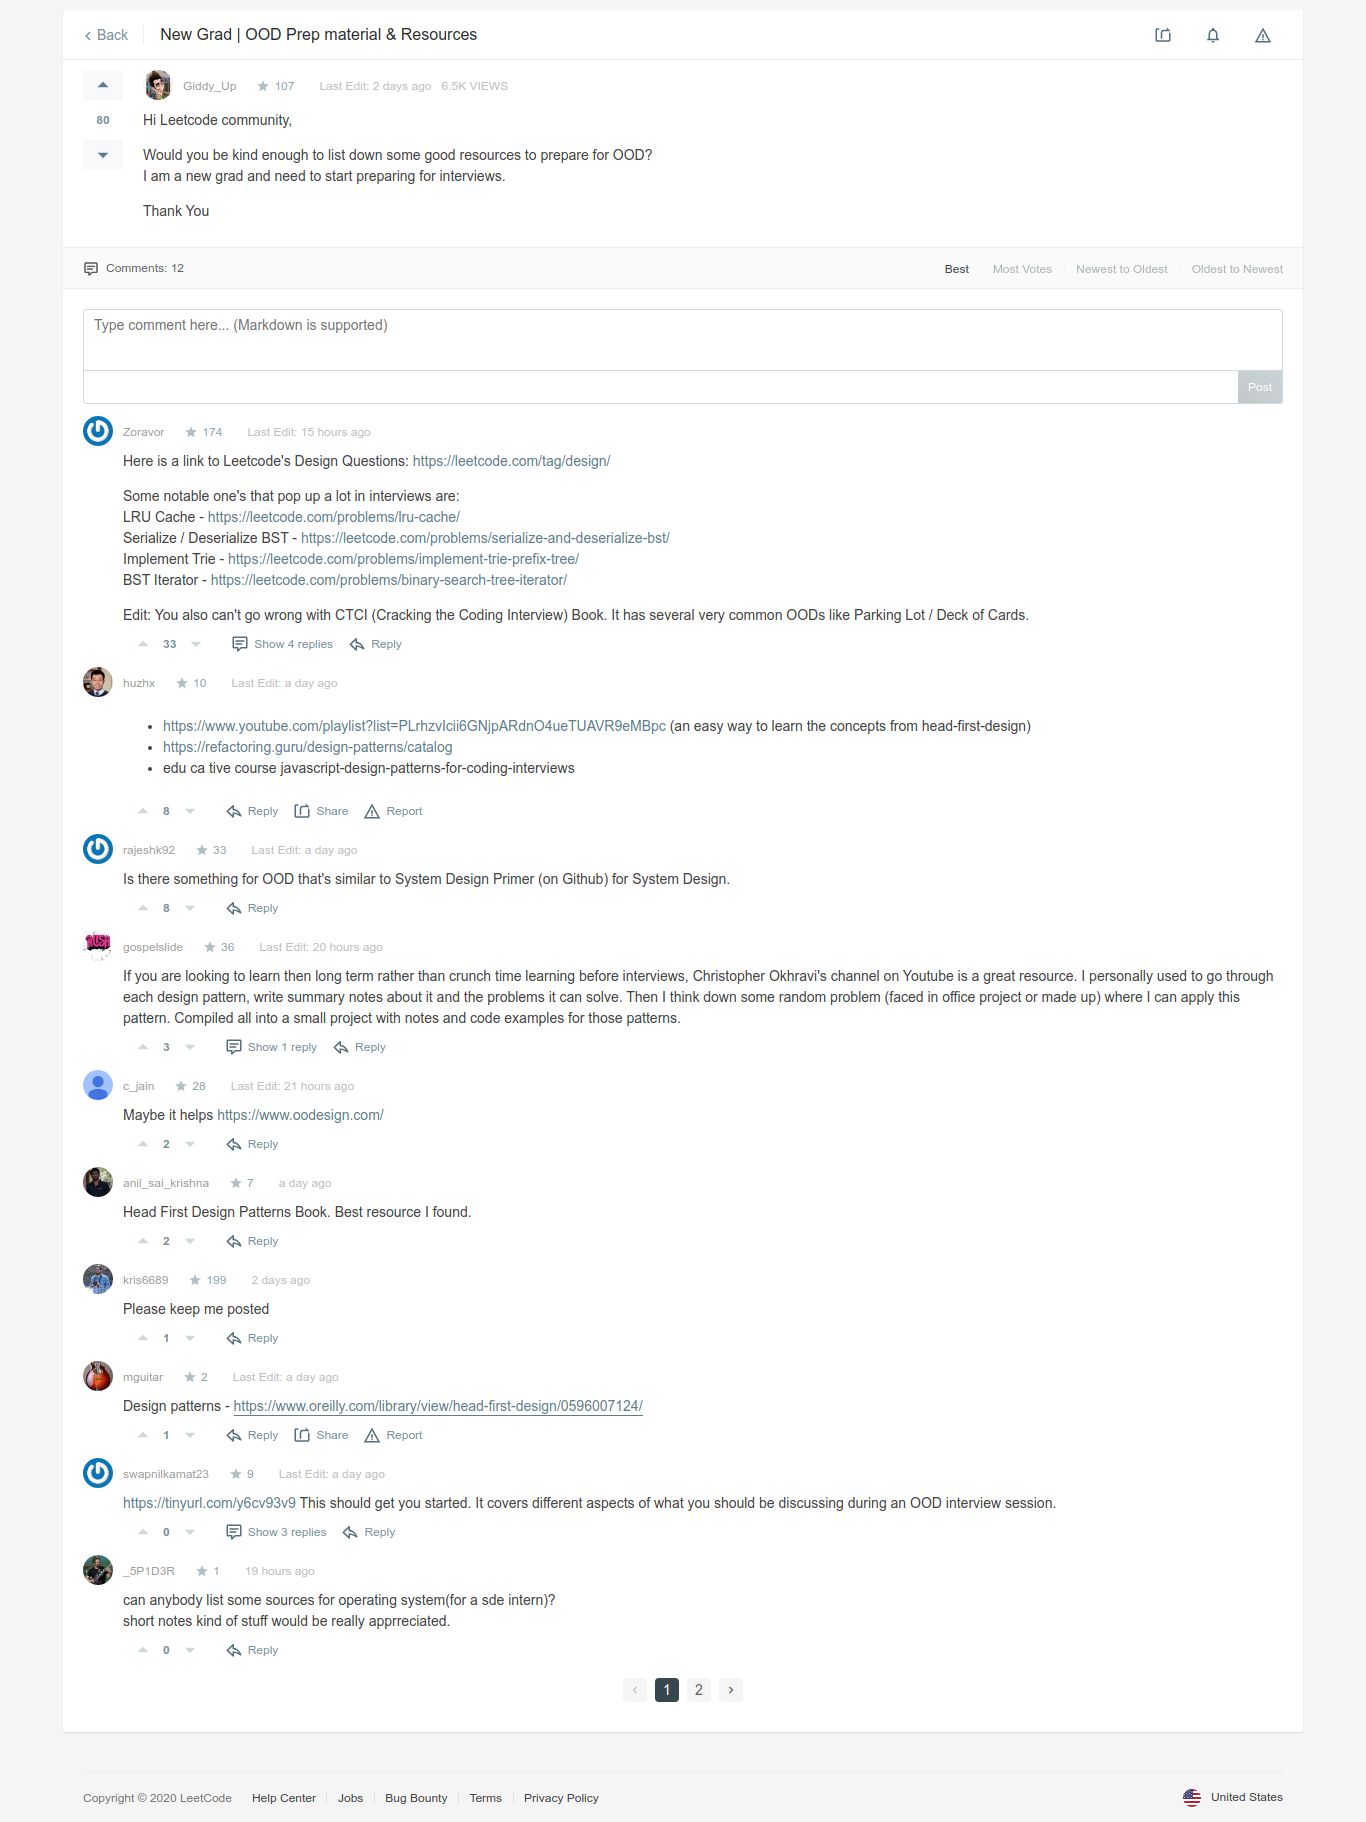 Back
New Grad | OOD Prep material & Resources
Giddy_Up 107 Last Edit: 2 days ago 6.5K VIEWS
80
Hi Leetcode community,
Would you be kind enough to list down some good resources to prepare for OOD?
I am a new grad and need to start preparing for interviews.
Thank You
Comments: 12
Best Most Votes Newest to Oldest Oldest to Newest
Type comment here... (Markdown is supported)
Post
Zoravor 174 Last Edit: 15 hours ago
Here is a link to Leetcode's Design Questions: https://leetcode.com/tag/design/
Some notable one's that pop up a lot in interviews are:
LRU Cache - https://leetcode.com/problems/lru-cache/
Serialize / Deserialize BST - https://leetcode.com/problems/serialize-and-deserialize-bst/
Implement Trie - https://leetcode.com/problems/implement-trie-prefix-tree/
BST Iterator - https://leetcode.com/problems/binary-search-tree-iterator/
Edit: You also can't go wrong with CTCI (Cracking the Coding Interview) Book. It has several very common OODs like Parking Lot / Deck of Cards.
33 Show 4 replies Reply
huzhx 10 Last Edit: a day ago
• https://www.youtube.com/playlist?list=PLrhzvIcii6GNjpARdnO4ueTUAVR9eMBpc (an easy way to learn the concepts from head-first-design)
• https://refactoring.guru/design-patterns/catalog
• edu ca tive course javascript-design-patterns-for-coding-interviews
8 Reply Share Report
rajeshk92 33 Last Edit: a day ago
Is there something for OOD that's similar to System Design Primer (on Github) for System Design.
8 Reply
RUSH
gospelslide 36 Last Edit: 20 hours ago
If you are looking to learn then long term rather than crunch time learning before interviews, Christopher Okhravi's channel on Youtube is a great resource. I personally used to go through
each design pattern, write summary notes about it and the problems it can solve. Then I think down some random problem (faced in office project or made up) where I can apply this
pattern. Compiled all into a small project with notes and code examples for those patterns.
3 Show 1 reply Reply
c_jain 28 Last Edit: 21 hours ago
Maybe it helps https://www.oodesign.com/
2 Reply
anil_sai_krishna 7 a day ago
Head First Design Patterns Book. Best resource I found.
2 Reply
kris6689 199 2 days ago
Please keep me posted
1 Reply
mguitar 2 Last Edit: a day ago
Design patterns - https://www.oreilly.com/library/view/head-first-design/0596007124/
1 Reply Share Report
swapnilkamat23 9 Last Edit: a day ago
https://tinyurl.com/y6cv93v9 This should get you started. It covers different aspects of what you should be discussing during an OOD interview session.
0 Show 3 replies Reply
_5P1D3R 1 19 hours ago
can anybody list some sources for operating system(for a sde intern)?
short notes kind of stuff would be really apprreciated.
0 Reply
1 2
Copyright © 2020 LeetCode Help Center Jobs Bug Bounty Terms Privacy Policy United States